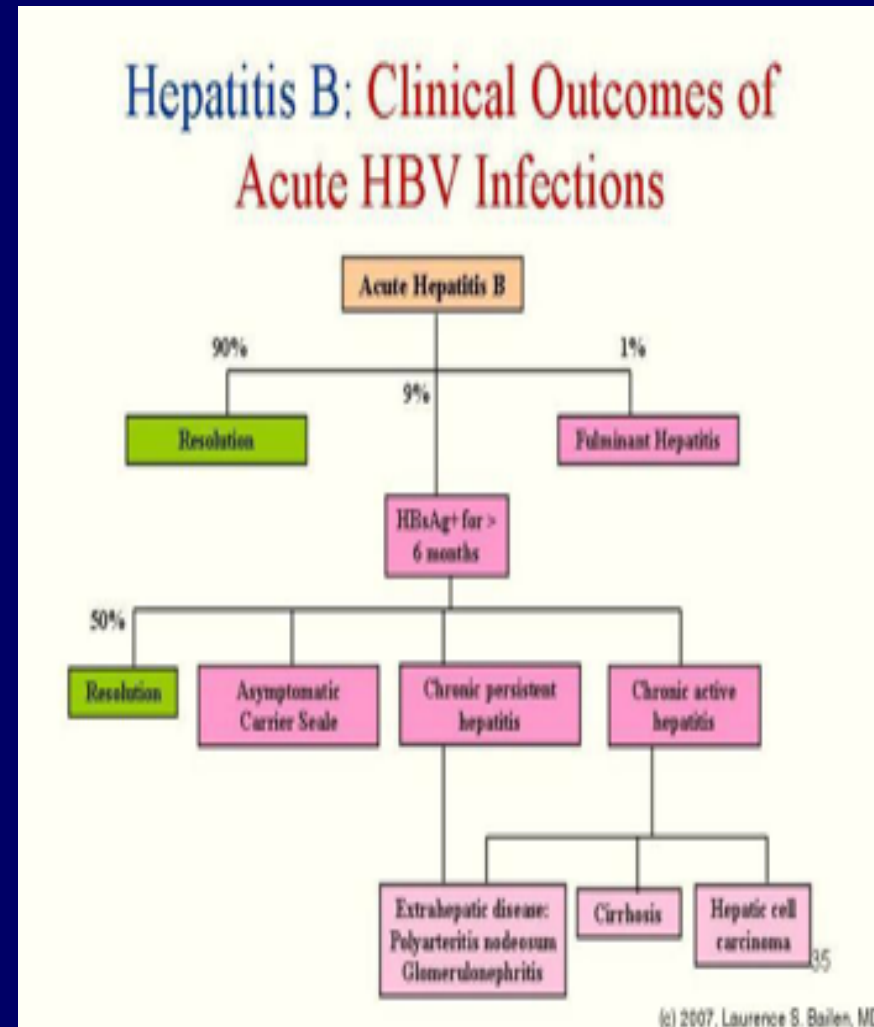 Hepatitis B: Clinical Outcomes of
Acute HBV Infections
Acute Hepatitis B
90%
1%
9%
Resolution
Fulminant Hepatitis
HBsAg+ for >
6 months
50%
Resolution
Asymptomatic
Carrier Seale
Chronic persistent
hepatitis
Chronic active
hepatitis
Extrahepatic disease:
Polyarteritis nodeosum
Glomerulonephritis
Cirrhosis
Hepatic cell
carcinoma
35
(c) 2007, Laurence S. Bailen, MD